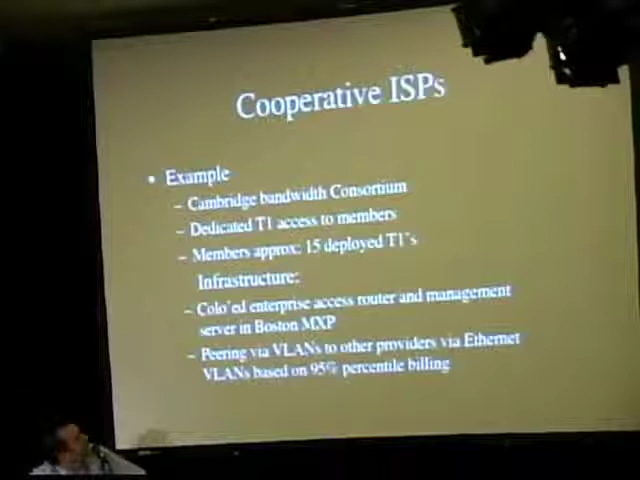 Cooperative ISPs
• Example
– Cambridge bandwidth Consortium
– Dedicated T1 access to members
– Members approx: 15 deployed T1's
Infrastructure:
– Colo'ed enterprise access router and management
server in Boston MXP
– Peering via VLANs to other providers via Ethernet
VLANs based on 95% percentile billing